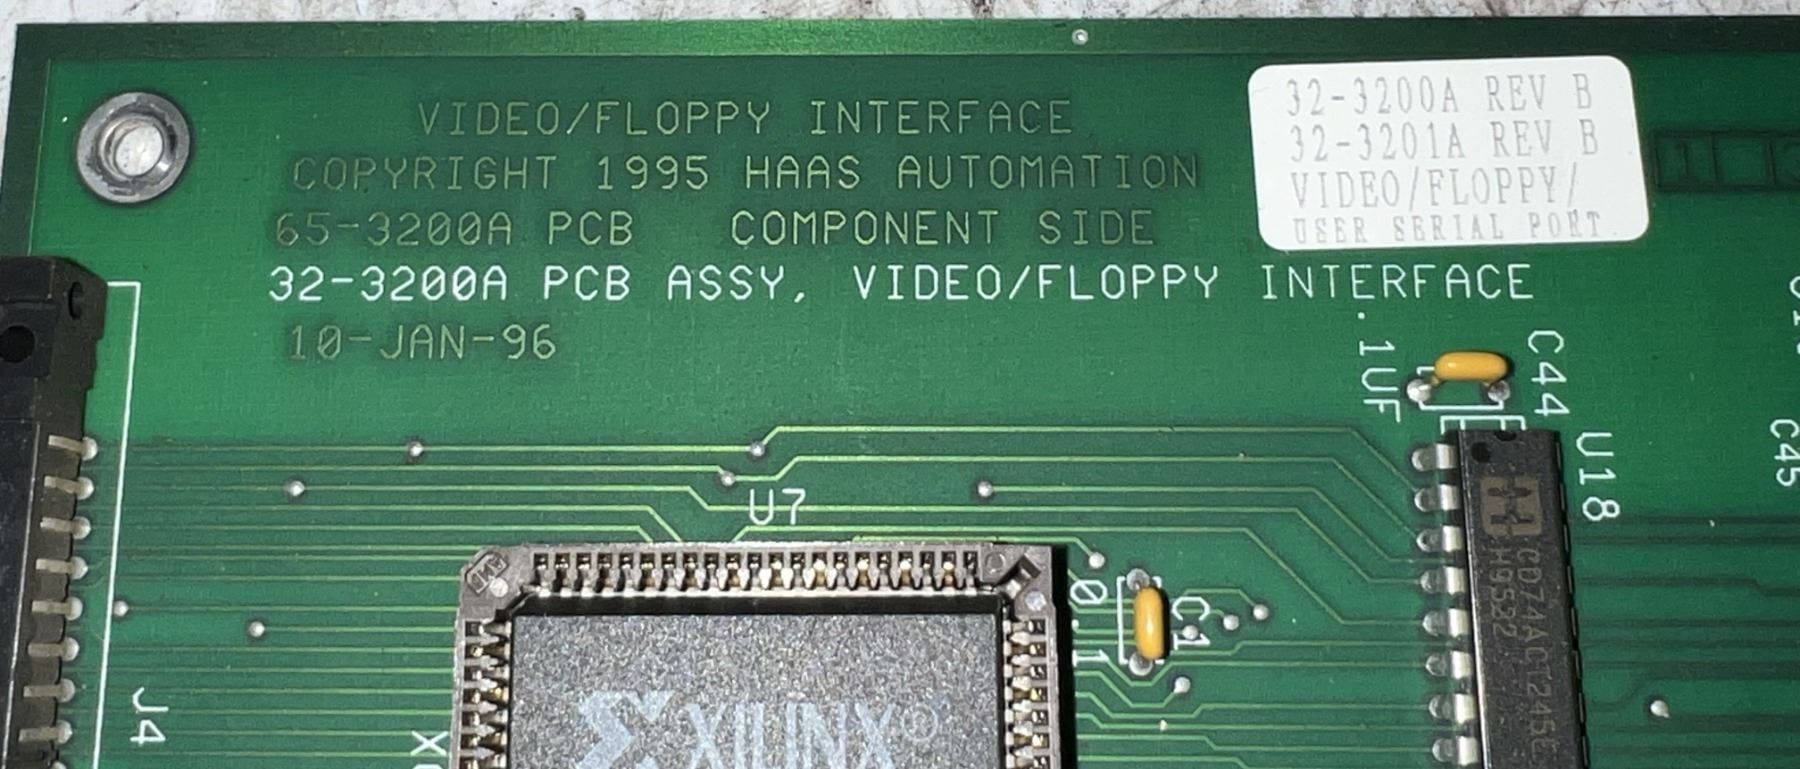 VIDEO/FLOPPY INTERFACE
COPYRIGHT 1995 HAAS AUTOMATION
65-3200A PCB COMPONENT SIDE
32-3200A PCB ASSY, VIDEO/FLOPPY INTERFACE
10-JAN-96
32-3200A REV B
32-3201A REV B
VIDEO/FLOPPY/
USER SERIAL PORT
.1UF
C44
U18
C45
U7
CD74ACT245E
H9522
0.1
C1
J4
XILINX®